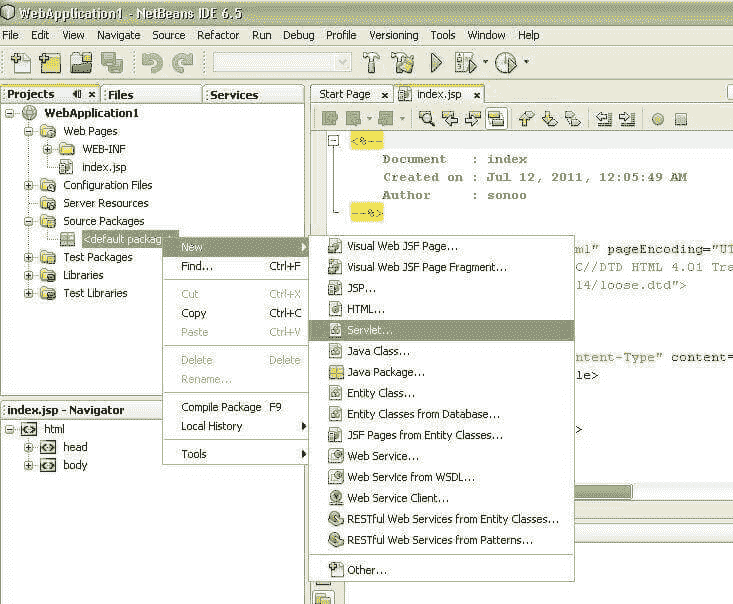 WebApplication1 - NetBeans IDE 6.5
File Edit View Navigate Source Refactor Run Debug Profile Versioning Tools Window Help
Projects Files Services
WebApplication1
Web Pages
WEB-INF
index.jsp
Configuration Files
Server Resources
Source Packages
<default package>
Test Packages
Libraries
Test Libraries
Start Page index.jsp
<%--
Document : index
Created on : Jul 12, 2011, 12:05:49 AM
Author : sonoo
--%>
ml" pageEncoding="UT
C//DTD HTML 4.01 Tra
14/loose.dtd">
ntent-Type" content=
le>
>
New
Find... Ctrl+F
Cut Ctrl+X
Copy Ctrl+C
Paste Ctrl+V
Delete Delete
Rename...
Compile Package F9
Local History
Tools
Visual Web JSF Page...
Visual Web JSF Page Fragment...
JSP...
HTML...
Servlet...
Java Class...
Java Package...
Entity Class...
Entity Classes from Database...
JSF Pages from Entity Classes...
Web Service...
Web Service from WSDL...
Web Service Client...
RESTful Web Services from Entity Classes...
RESTful Web Services from Patterns...
Other...
index.jsp - Navigator
html
head
body